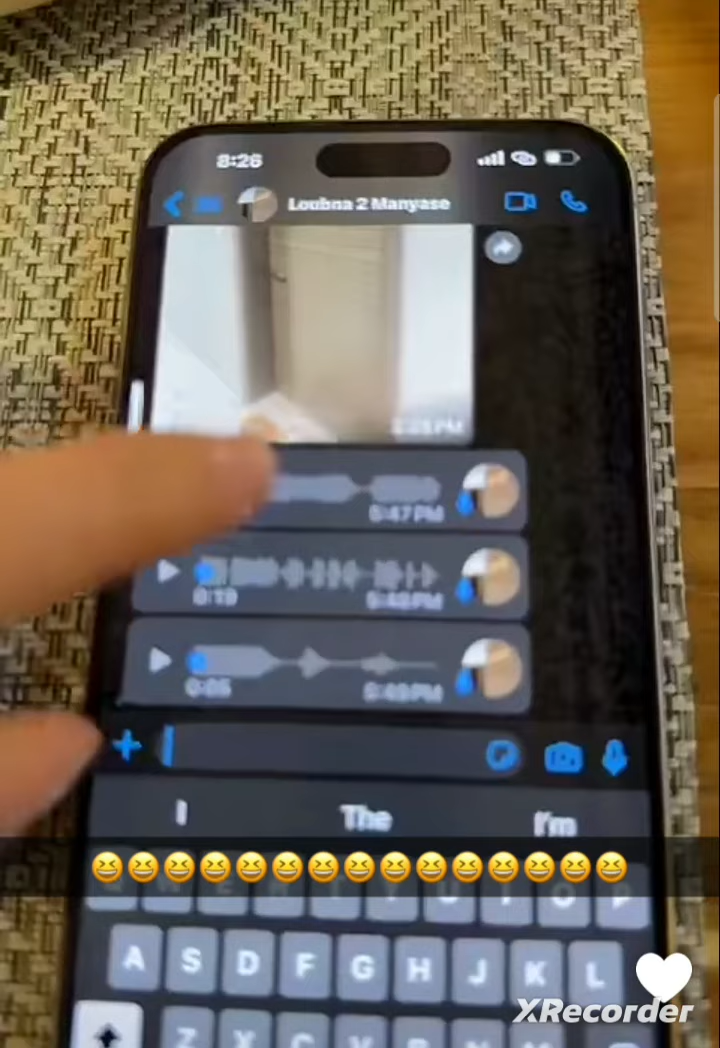 8:26
Loubna 2 Manyase
5:47 PM
0:19
5:48 PM
0:05
5:49 PM
I The I'm
😆😆😆😆😆😆😆😆😆😆😆😆😆😆😆
O P
A S D F G H J K L
Z X C V B N M
XRecorder